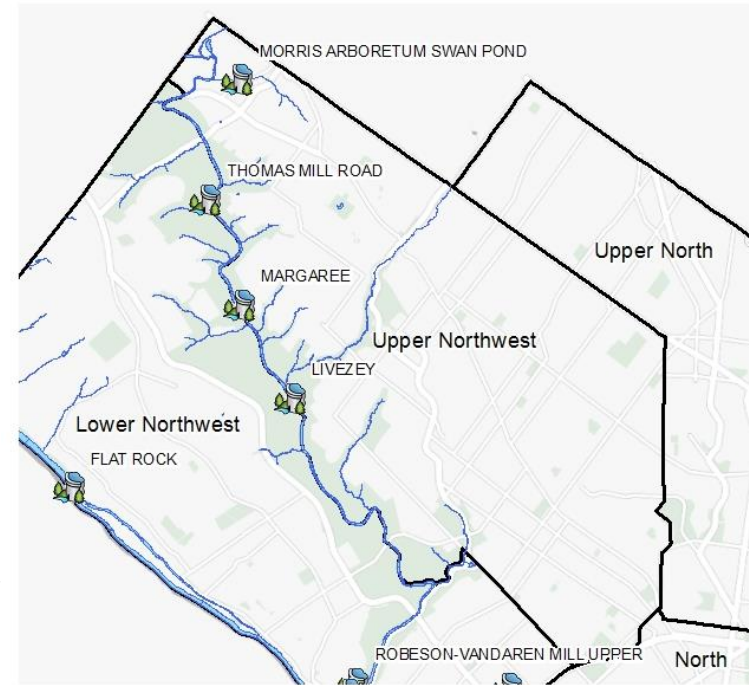 MORRIS ARBORETUM SWAN POND
THOMAS MILL ROAD
Upper North
MARGAREE
Upper Northwest
LIVEZEY
Lower Northwest
FLAT ROCK
ROBESON-VANDAREN MILL UPPER
North